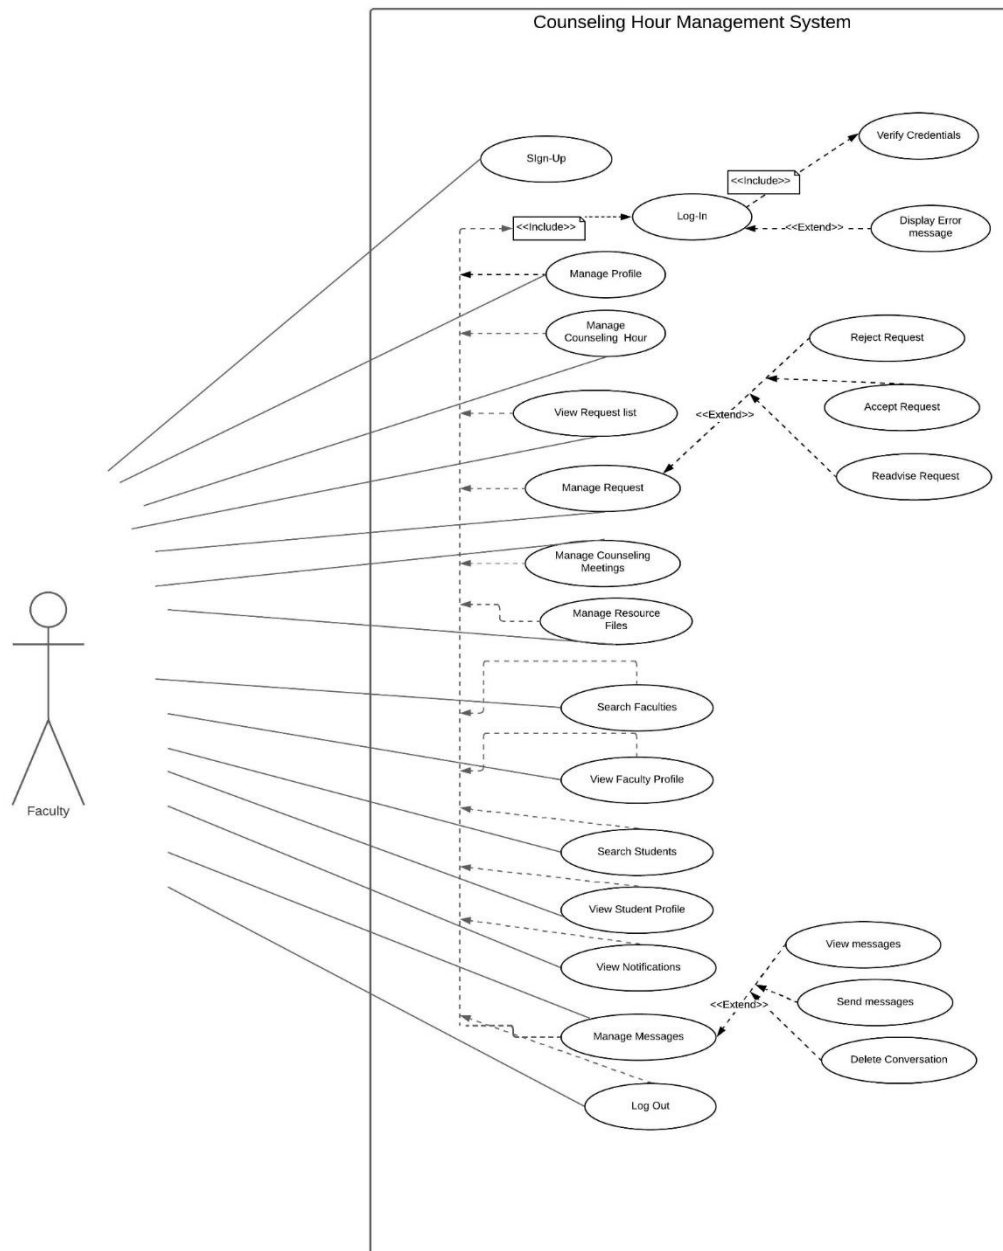 Counseling Hour Management System
Verify Credentials
SIgn-Up
<<Include>>
Log-In
<<Include>>
<<Extend>>
Display Error
message
Manage Profile
Manage
Counseling Hour
Reject Request
View Request list
<<Extend>>
Accept Request
Manage Request
Readvise Request
Manage Counseling
Meetings
Manage Resource
Files
Search Faculties
View Faculty Profile
Faculty
Search Students
View Student Profile
View Notifications
View messages
<<Extend>>
Send messages
Manage Messages
Delete Conversation
Log Out